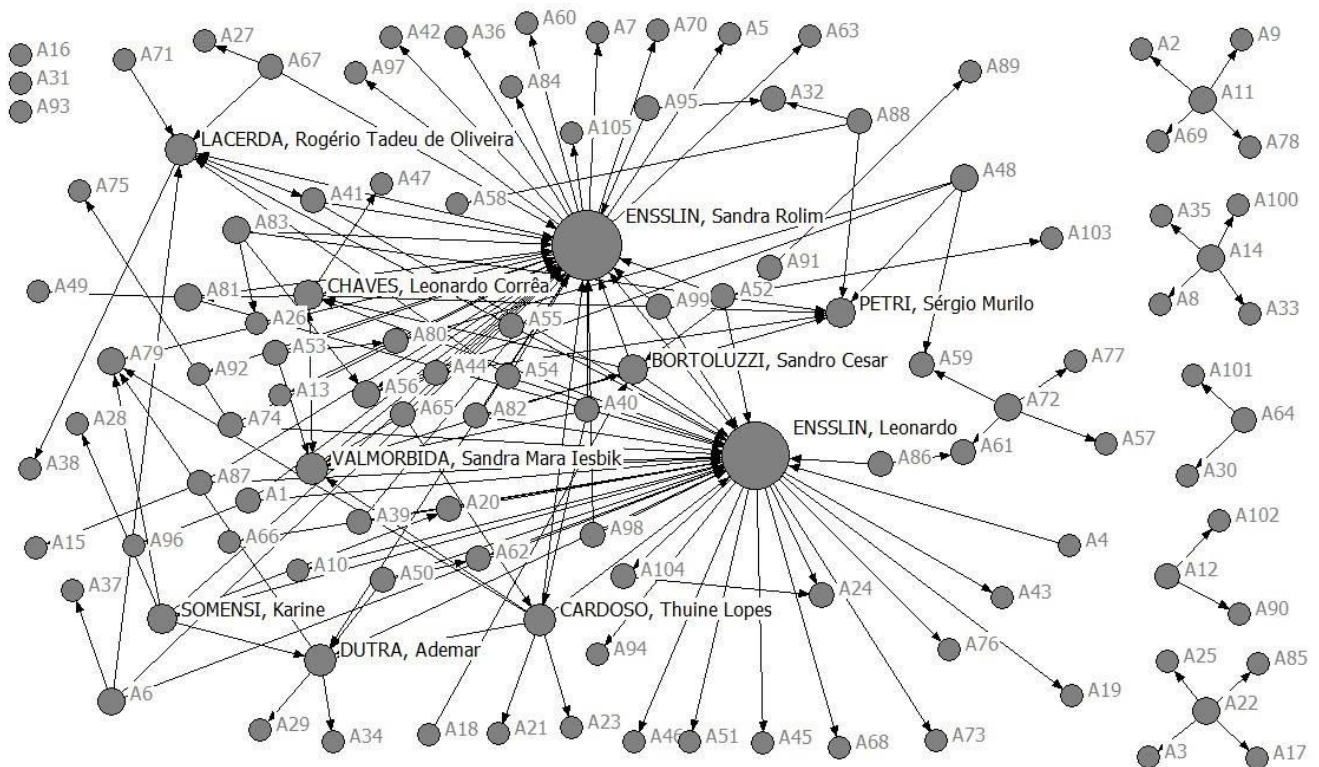 A60
A27
A42
A36
A7
A70
A5
A63
A16
A71
A67
A97
A2
A9
A31
A84
A89
A93
A95
A32
A11
A105
A88
A69
A78
LACERDA, Rogério Tadeu de Oliveira
A75
A41
A47
A58
A48
A35
A100
A83
ENSSLIN, Sandra Rolim
A103
A14
A91
A49
A81
CHAVES, Leonardo Corrêa
A99
A52
A8
A33
A26
A55
PETRI, Sérgio Murilo
A79
A53
A80
A92
A44
A54
BORTOLUZZI, Sandro Cesar
A59
A77
A101
A13
A56
A28
A74
A65
A82
A40
ENSSLIN, Leonardo
A72
A64
A38
A87
VALMORBIDA, Sandra Mara Iesbik
A86
A61
A57
A30
A1
A20
A15
A96
A66
A39
A98
A4
A102
A10
A50
A62
A37
A104
A24
A43
A12
SOMENSI, Karine
CARDOSO, Thuine Lopes
A90
DUTRA, Ademar
A94
A76
A25
A85
A6
A19
A29
A34
A18
A21
A23
A46
A51
A45
A68
A73
A22
A3
A17